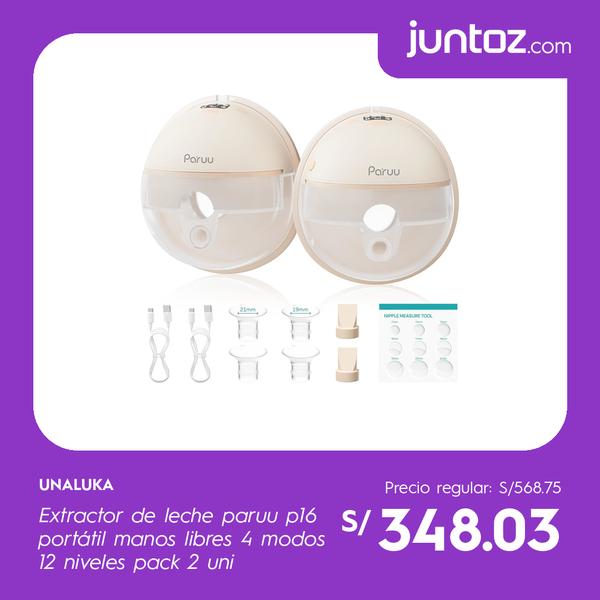 juntoz.com
Paruu
Paruu
21mm
19mm
NIPPLE MEASURE TOOL
UNALUKA
Extractor de leche paruu p16
portátil manos libres 4 modos
12 niveles pack 2 uni
Precio regular: S/568.75
S/ 348.03